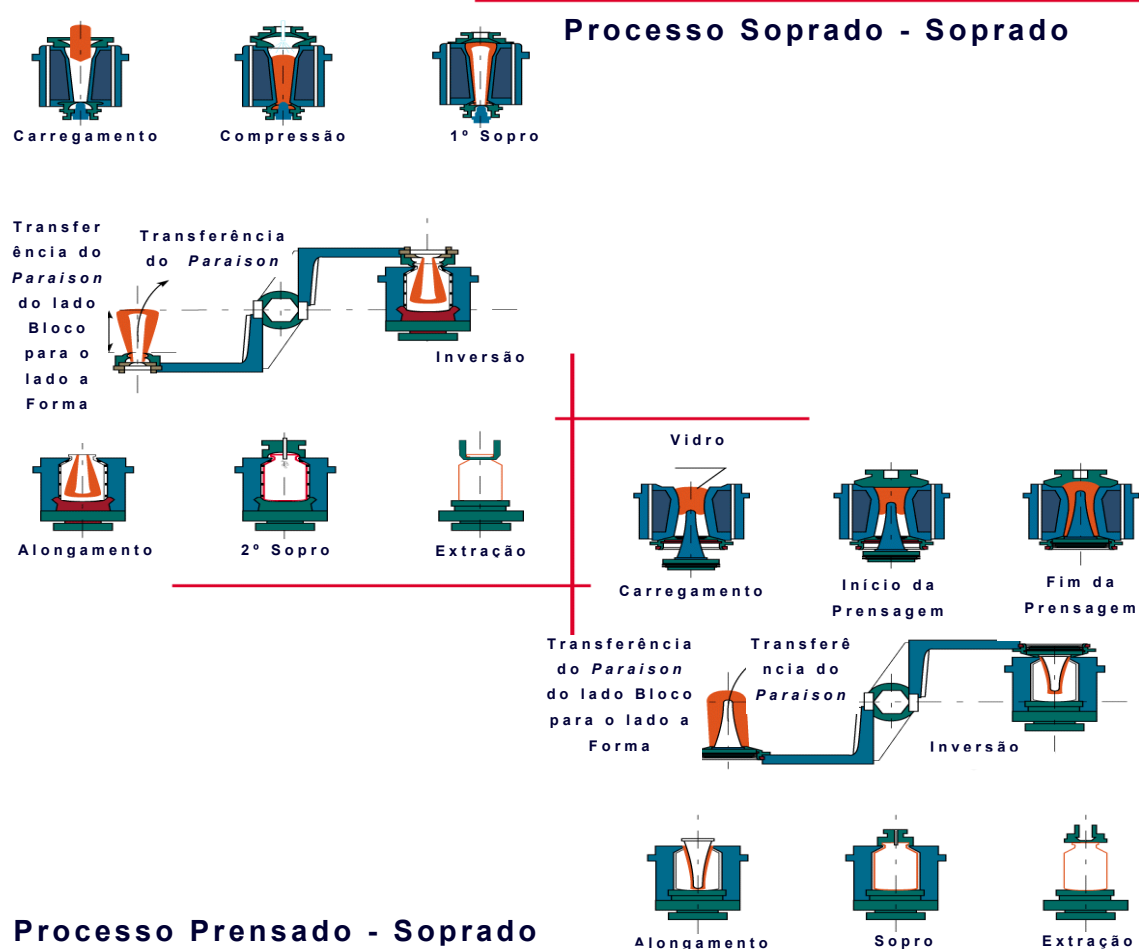 Processo Soprado - Soprado
Carregamento
Compressão
1º Sopro
Transfer
ência do
Paraison
do lado
Bloco
para o
lado a
Forma
Transferência
do Paraison
Inversão
Alongamento
2º Sopro
Extração
Vidro
Carregamento
Início da
Prensagem
Fim da
Prensagem
Transferência
do Paraison
do lado Bloco
para o lado a
Forma
Transferê
ncia do
Paraison
Inversão
Alongamento
Sopro
Extração
Processo Prensado - Soprado